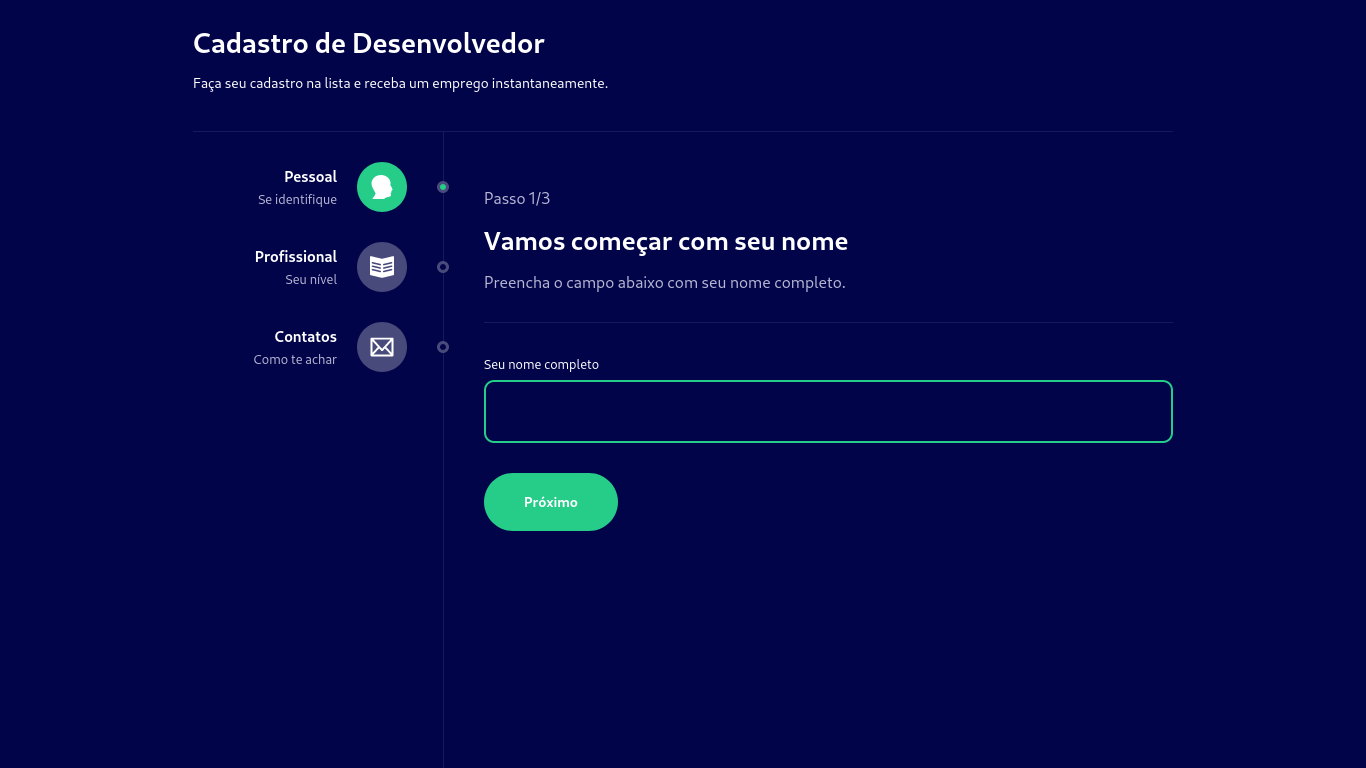 Cadastro de Desenvolvedor
Faça seu cadastro na lista e receba um emprego instantaneamente.
Pessoal
Se identifique
Profissional
Seu nível
Contatos
Como te achar
Passo 1/3
Vamos começar com seu nome
Preencha o campo abaixo com seu nome completo.
Seu nome completo
Próximo